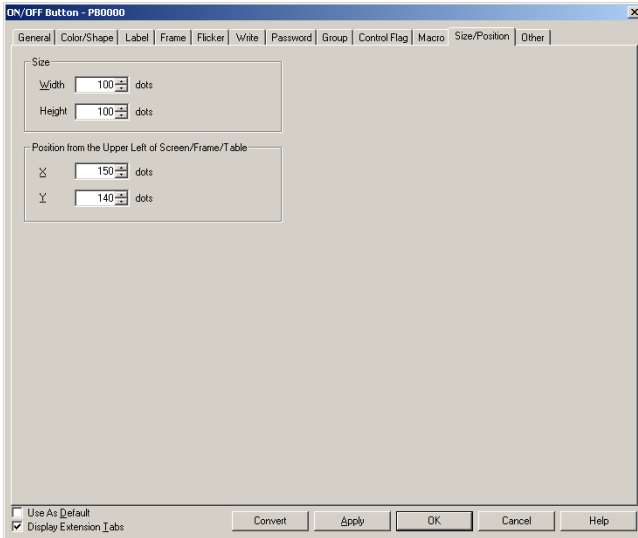 ON/OFF Button - PB0000
General Color/Shape Label Frame Flicker Write Password Group Control Flag Macro Size/Position Other
Size
Width 100 dots
Height 100 dots
Position from the Upper Left of Screen/Frame/Table
X 150 dots
Y 140 dots
Use As Default
Display Extension Tabs
Convert Apply OK Cancel Help